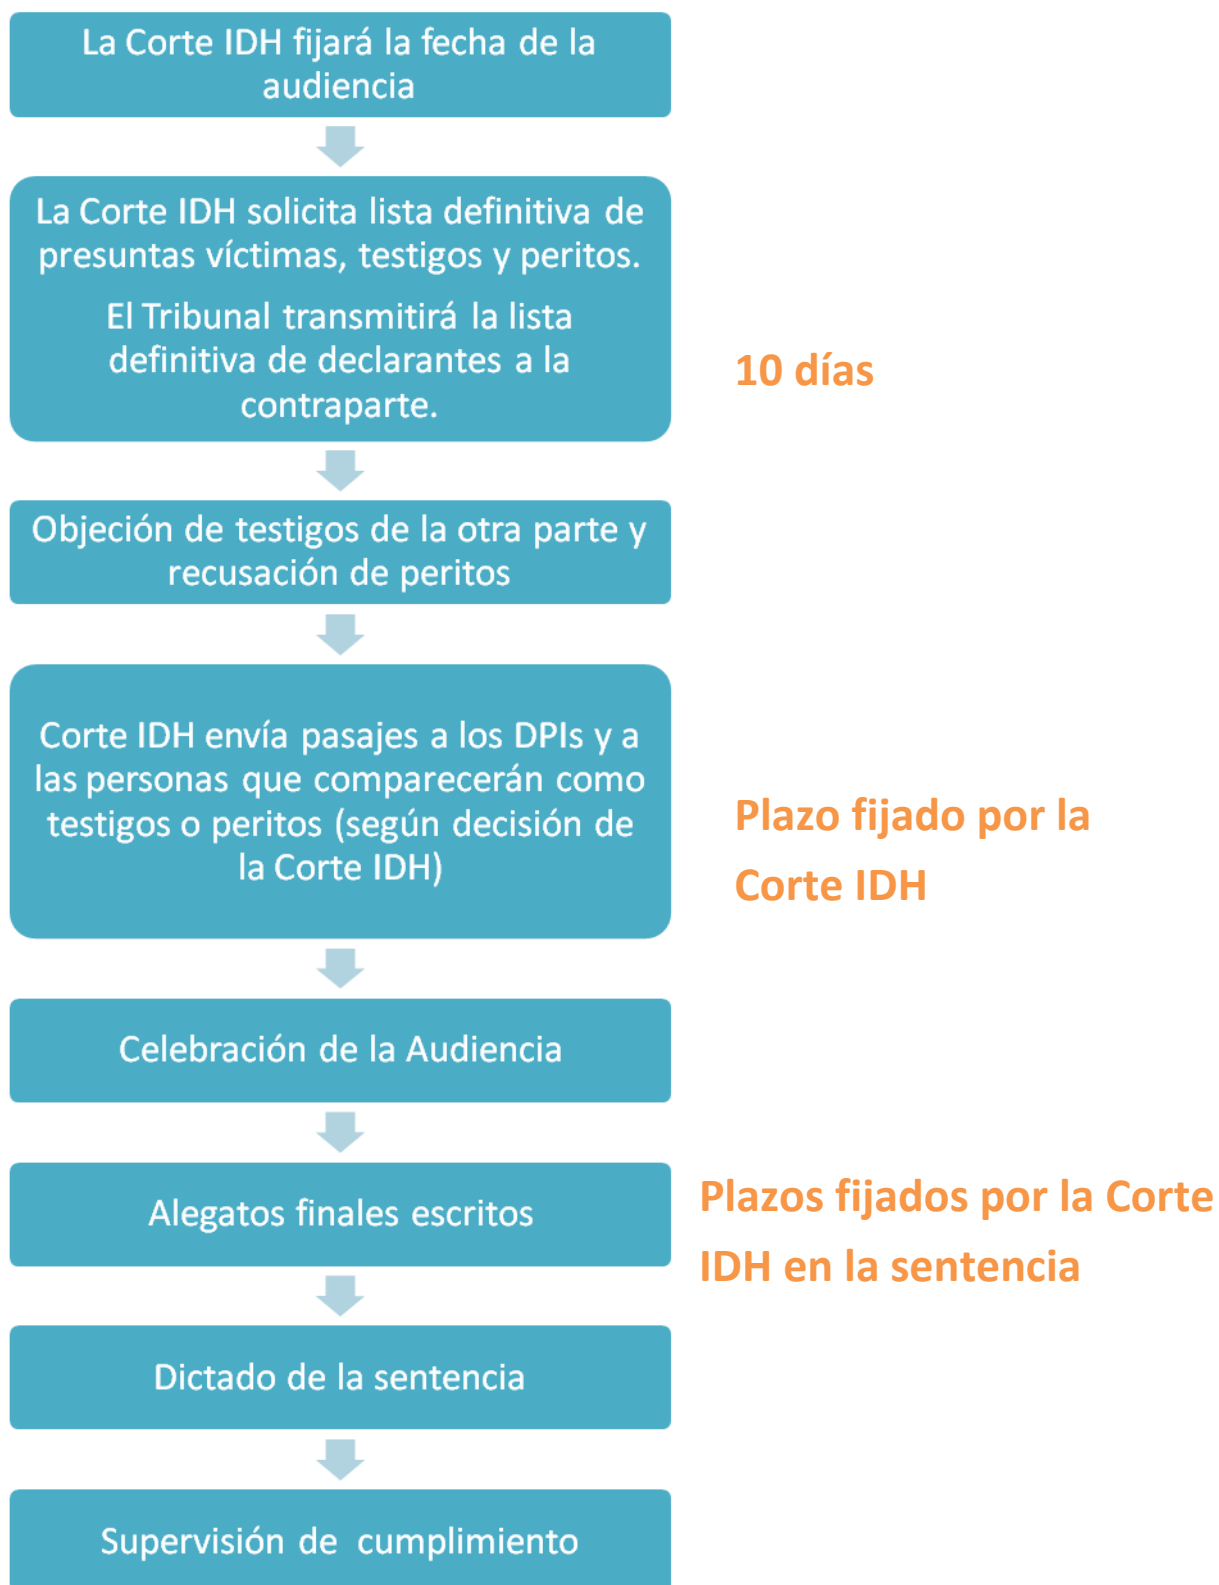 La Corte IDH fijará la fecha de la
audiencia
La Corte IDH solicita lista definitiva de
presuntas víctimas, testigos y peritos.
El Tribunal transmitirá la lista
definitiva de declarantes a la
contraparte.
10 días
Objeción de testigos de la otra parte y
recusación de peritos
Corte IDH envía pasajes a los DPIs y a
las personas que comparecerán como
testigos o peritos (según decisión de
la Corte IDH)
Plazo fijado por la
Corte IDH
Celebración de la Audiencia
Alegatos finales escritos
Plazos fijados por la Corte
IDH en la sentencia
Dictado de la sentencia
Supervisión de cumplimiento